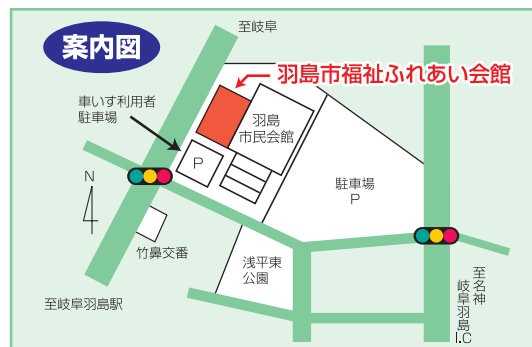 案内図
至岐阜
羽島市福祉ふれあい会館
車いす利用者
駐車場
羽島
市民会館
P
N
駐車場
P
竹鼻交番
浅平東
公園
至岐阜羽島駅
至名神
岐阜羽島I.C